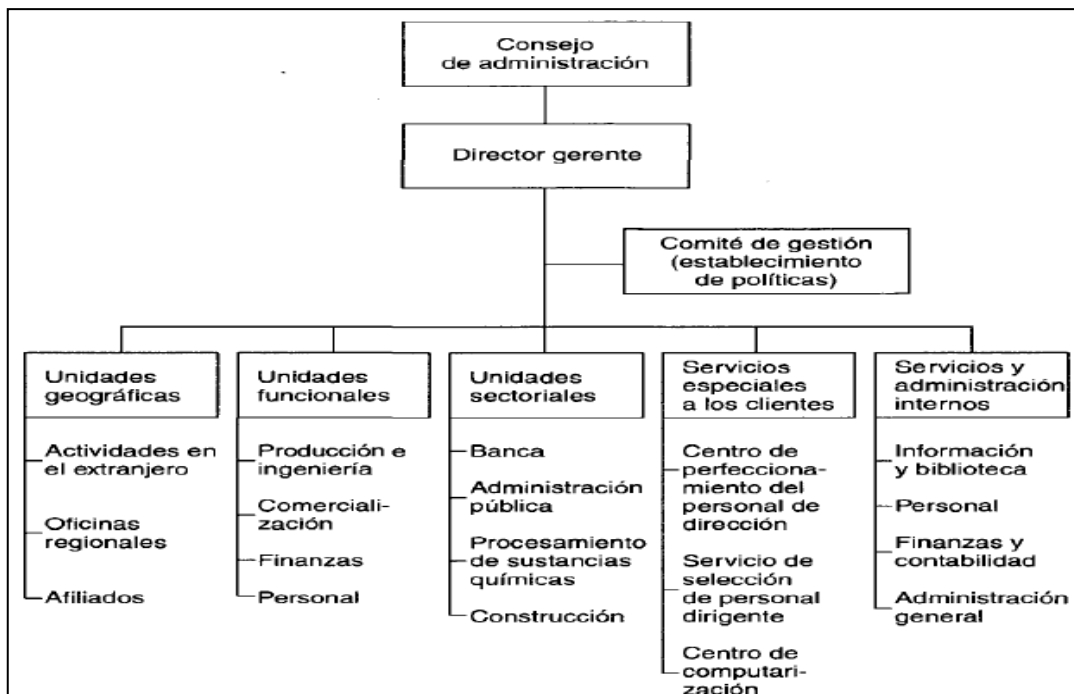 Consejo
de administración
Director gerente
Comité de gestión
(establecimiento
de políticas)
Unidades
geográficas
Actividades en
el extranjero
Oficinas
regionales
Afiliados
Unidades
funcionales
Producción e
ingeniería
Comerciali-
zación
Finanzas
Personal
Unidades
sectoriales
Banca
Administración
pública
Procesamiento
de sustancias
químicas
Construcción
Servicios
especiales
a los clientes
Centro de
perfecciona-
miento del
personal de
dirección
Servicio de
selección
de personal
dirigente
Centro de
computari-
zación
Servicios y
administración
internos
Información
y biblioteca
Personal
Finanzas y
contabilidad
Administración
general